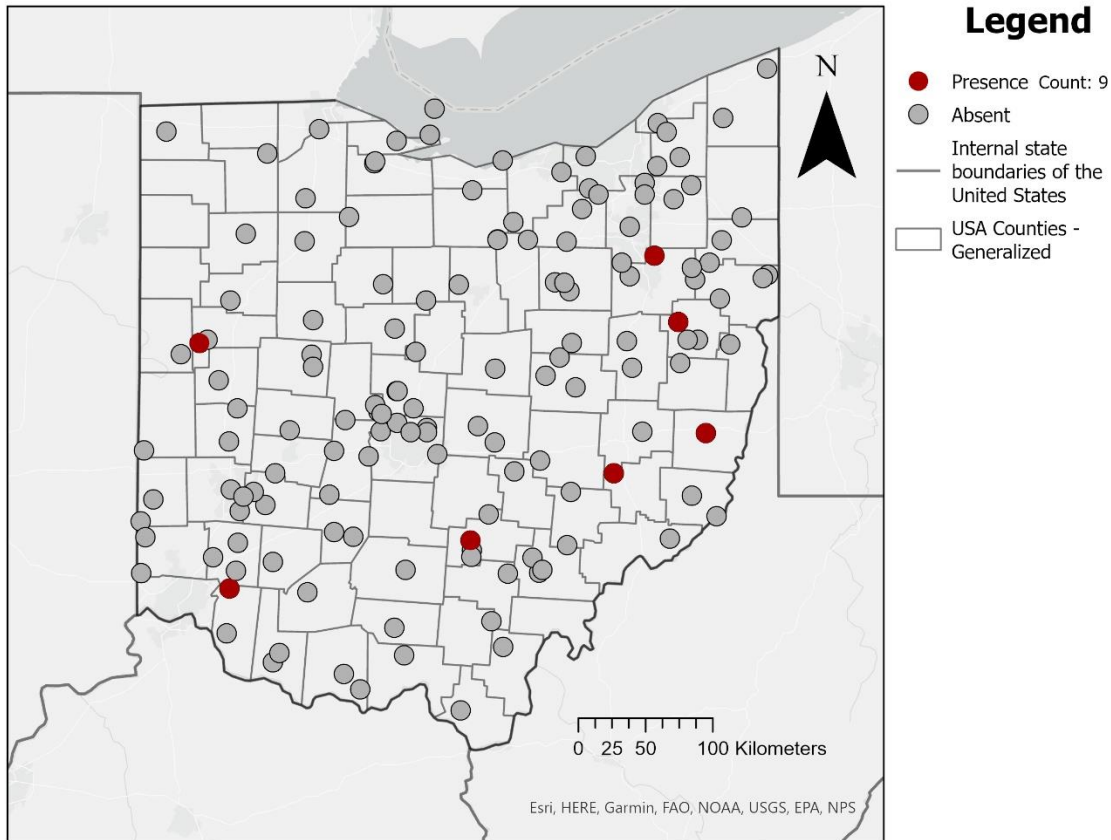 Legend
Presence Count: 9
Absent
Internal state
boundaries of the
United States
USA Counties -
Generalized
N
0 25 50 100 Kilometers
Esri, HERE, Garmin, FAO, NOAA, USGS, EPA, NPS